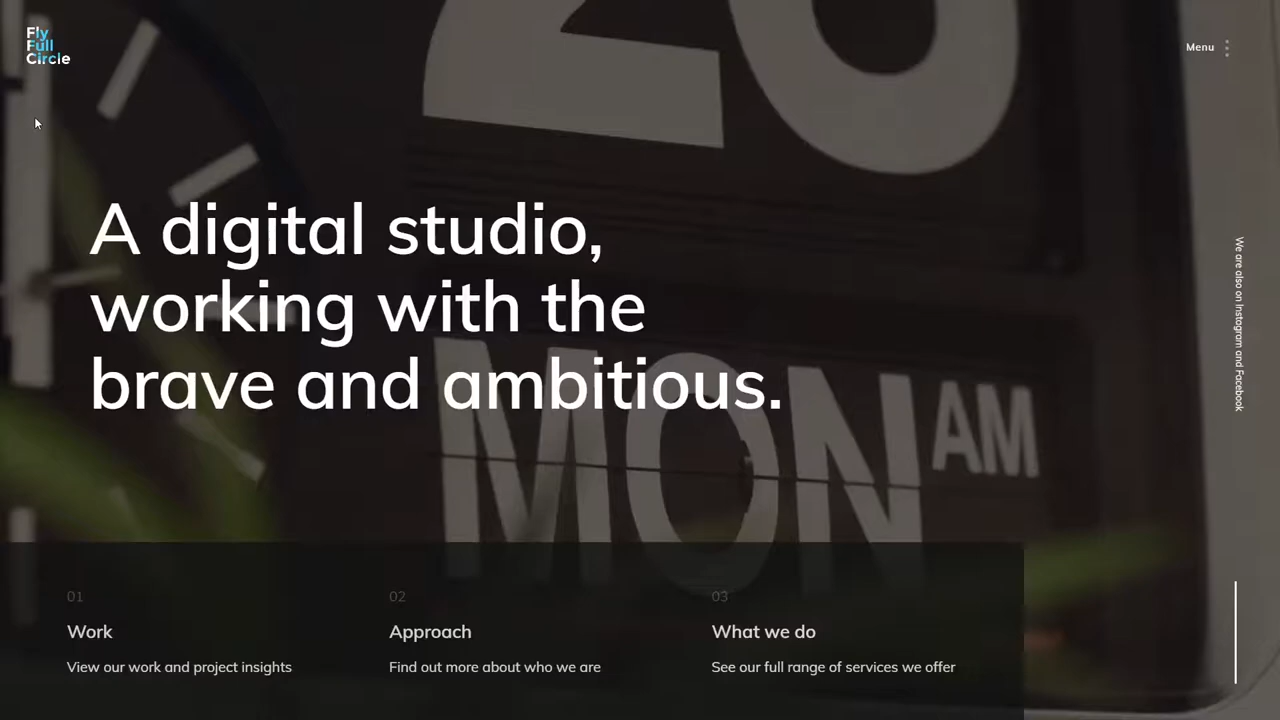 Fly
Full
Circle
Menu
A digital studio,
working with the
brave and ambitious.
We are also on Instagram and Facebook
MON AM
01
Work
View our work and project insights
02
Approach
Find out more about who we are
03
What we do
See our full range of services we offer